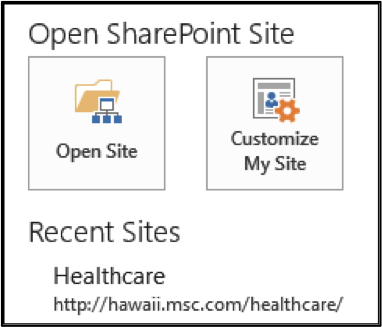 Open SharePoint Site
Open Site
Customize
My Site
Recent Sites
Healthcare
http://hawaii.msc.com/healthcare/